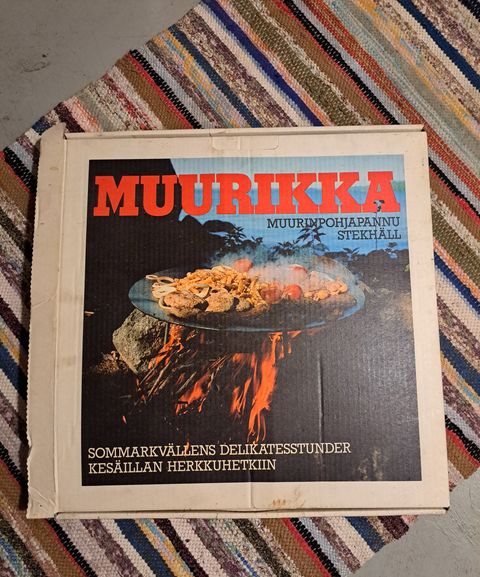 MUURIKKA
MUURINPOHJAPANNU
STEKHÄLL
SOMMARKVÄLLENS DELIKATESSTUNDER
KESÄILLAN HERKKUHETKIIN